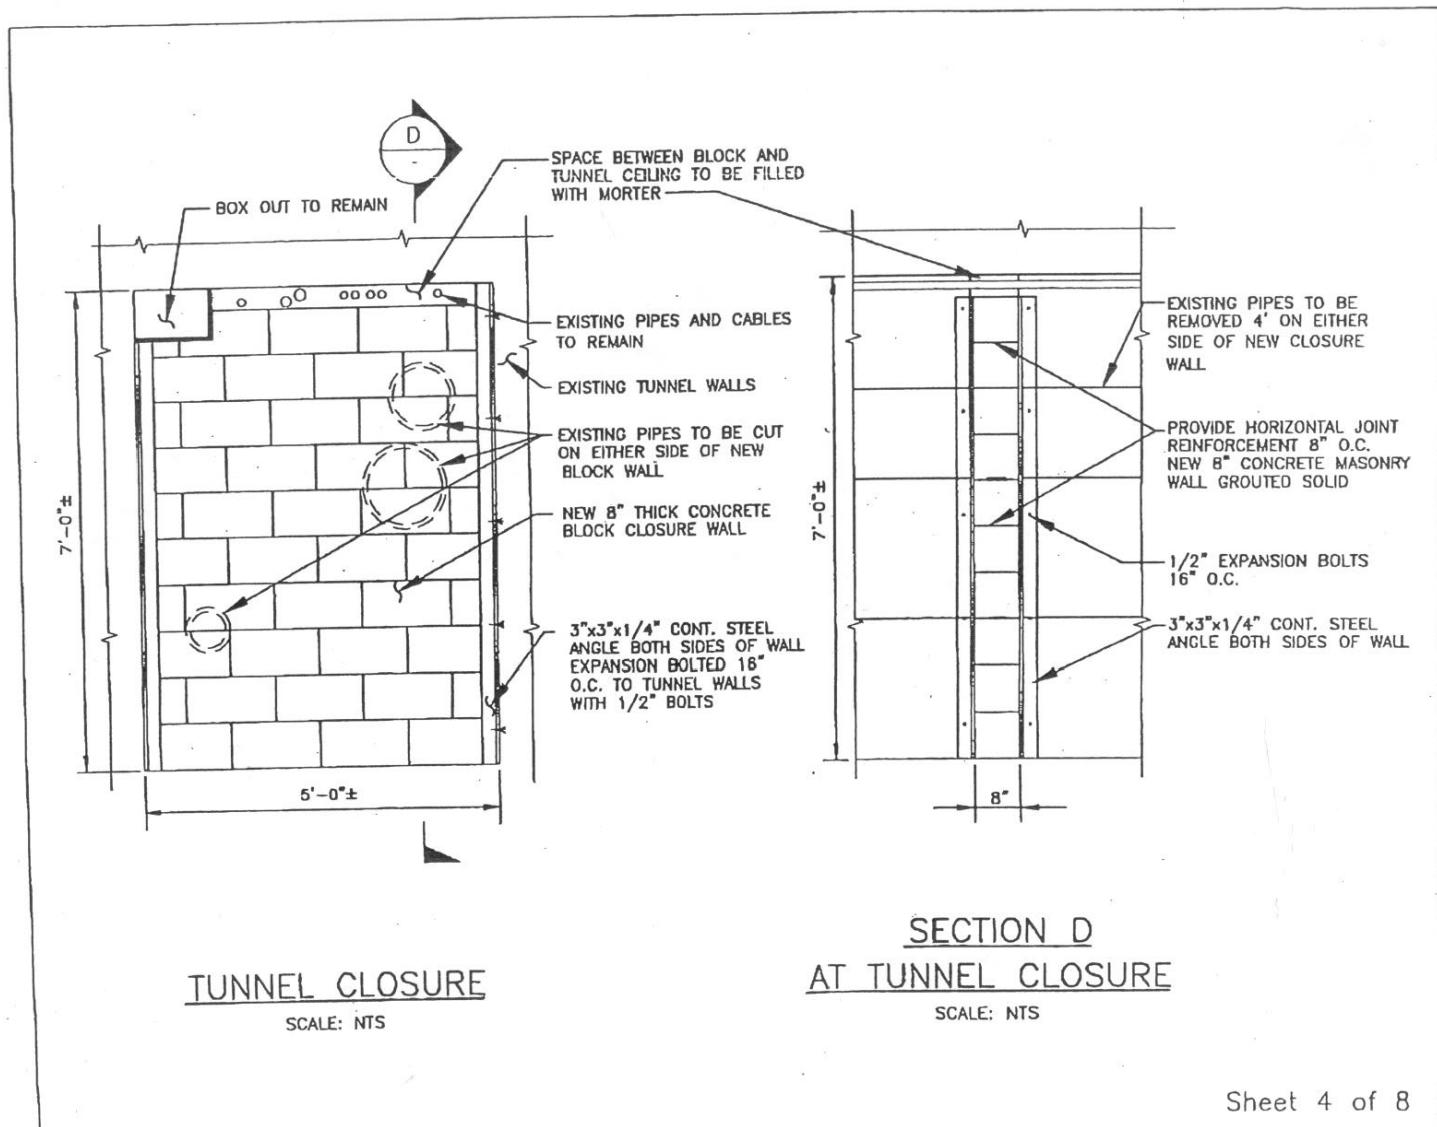 D
-
SPACE BETWEEN BLOCK AND
TUNNEL CEILING TO BE FILLED
WITH MORTER
BOX OUT TO REMAIN
EXISTING PIPES AND CABLES
TO REMAIN
EXISTING TUNNEL WALLS
EXISTING PIPES TO BE CUT
ON EITHER SIDE OF NEW
BLOCK WALL
NEW 8" THICK CONCRETE
BLOCK CLOSURE WALL
3"x3"x1/4" CONT. STEEL
ANGLE BOTH SIDES OF WALL
EXPANSION BOLTED 16"
O.C. TO TUNNEL WALLS
WITH 1/2" BOLTS
7'-0"±
5'-0"±
TUNNEL CLOSURE
SCALE: NTS
EXISTING PIPES TO BE
REMOVED 4' ON EITHER
SIDE OF NEW CLOSURE
WALL
PROVIDE HORIZONTAL JOINT
REINFORCEMENT 8" O.C.
NEW 8" CONCRETE MASONRY
WALL GROUTED SOLID
1/2" EXPANSION BOLTS
16" O.C.
3"x3"x1/4" CONT. STEEL
ANGLE BOTH SIDES OF WALL
7'-0"±
8"
SECTION D
AT TUNNEL CLOSURE
SCALE: NTS
Sheet 4 of 8